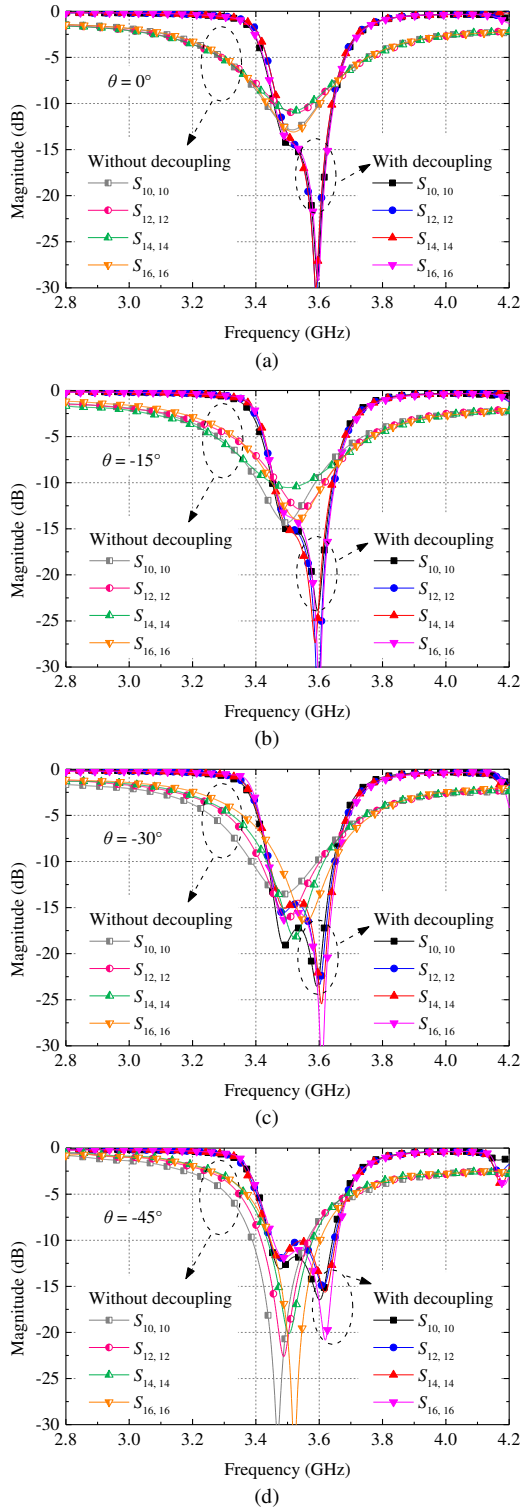 0
-5
-10
-15
-20
-25
-30
Magnitude (dB)
θ = 0°
Without decoupling
S10, 10
S12, 12
S14, 14
S16, 16
With decoupling
S10, 10
S12, 12
S14, 14
S16, 16
2.8 3.0 3.2 3.4 3.6 3.8 4.0 4.2
Frequency (GHz)
(a)
0
-5
-10
-15
-20
-25
-30
Magnitude (dB)
θ = -15°
Without decoupling
S10, 10
S12, 12
S14, 14
S16, 16
With decoupling
S10, 10
S12, 12
S14, 14
S16, 16
2.8 3.0 3.2 3.4 3.6 3.8 4.0 4.2
Frequency (GHz)
(b)
0
-5
-10
-15
-20
-25
-30
Magnitude (dB)
θ = -30°
Without decoupling
S10, 10
S12, 12
S14, 14
S16, 16
With decoupling
S10, 10
S12, 12
S14, 14
S16, 16
2.8 3.0 3.2 3.4 3.6 3.8 4.0 4.2
Frequency (GHz)
(c)
0
-5
-10
-15
-20
-25
-30
Magnitude (dB)
θ = -45°
Without decoupling
S10, 10
S12, 12
S14, 14
S16, 16
With decoupling
S10, 10
S12, 12
S14, 14
S16, 16
2.8 3.0 3.2 3.4 3.6 3.8 4.0 4.2
Frequency (GHz)
(d)